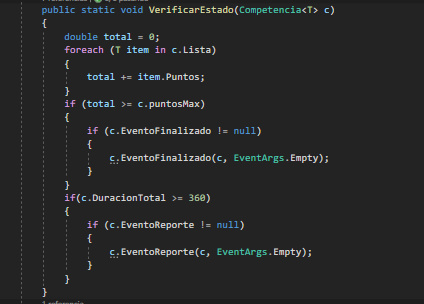 public static void VerificarEstado(Competencia<T> c)
{
double total = 0;
foreach (T item in c.Lista)
{
total += item.Puntos;
}
if (total >= c.puntosMax)
{
if (c.EventoFinalizado != null)
{
c.EventoFinalizado(c, EventArgs.Empty);
}
}
if(c.DuracionTotal >= 360)
{
if (c.EventoReporte != null)
{
c.EventoReporte(c, EventArgs.Empty);
}
}
}